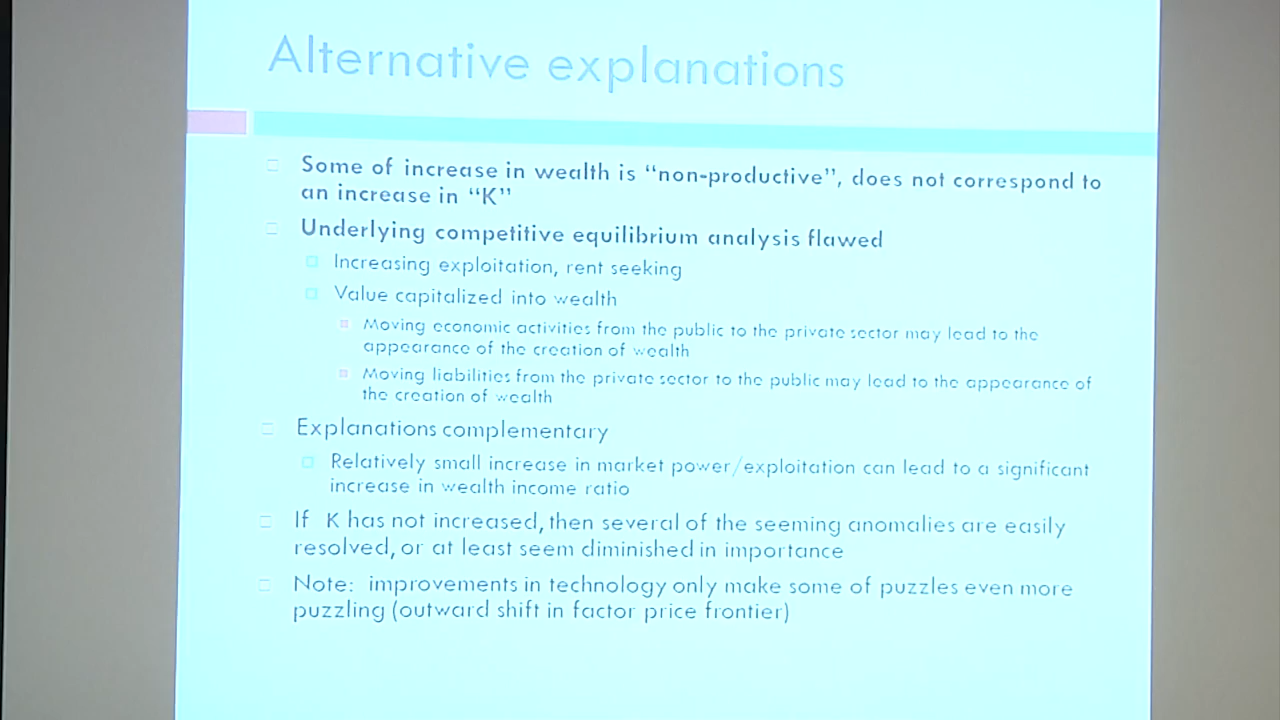 Alternative explanations
Some of increase in wealth is “non-productive”, does not correspond to
an increase in “K”
Underlying competitive equilibrium analysis flawed
Increasing exploitation, rent seeking
Value capitalized into wealth
Moving economic activities from the public to the private sector may lead to the
appearance of the creation of wealth
Moving liabilities from the private sector to the public may lead to the appearance of
the creation of wealth
Explanations complementary
Relatively small increase in market power/exploitation can lead to a significant
increase in wealth income ratio
If K has not increased, then several of the seeming anomalies are easily
resolved, or at least seem diminished in importance
Note: improvements in technology only make some of puzzles even more
puzzling (outward shift in factor price frontier)